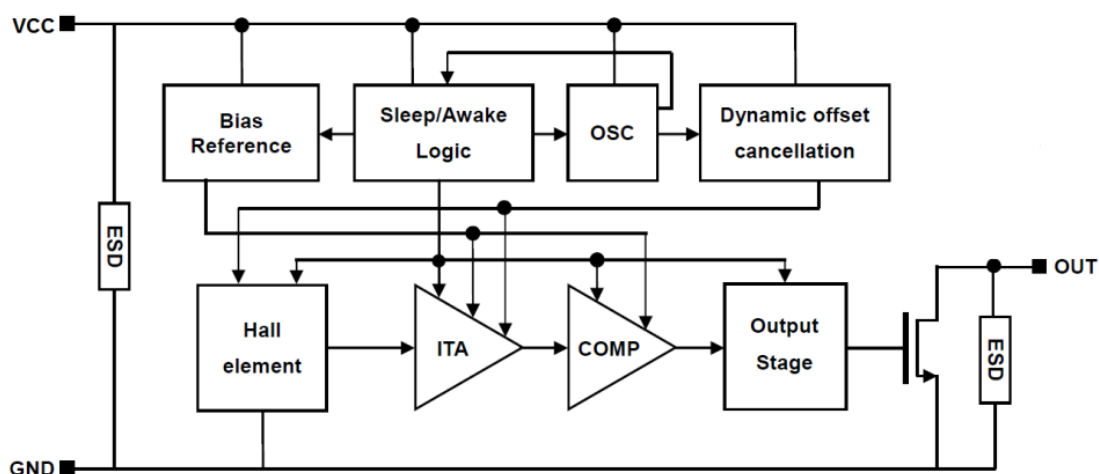 VCC
Bias
Reference
Sleep/Awake
Logic
OSC
Dynamic offset
cancellation
ESD
Hall
element
ITA
COMP
Output
Stage
OUT
ESD
GND